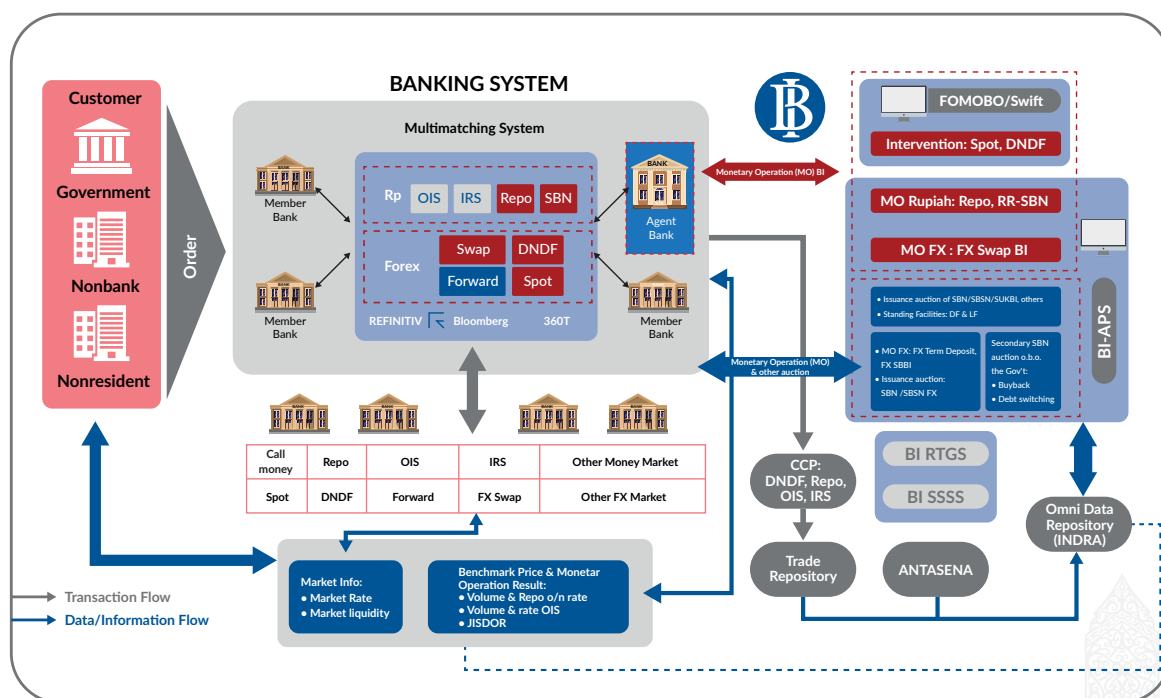 BANKING SYSTEM
Customer
Government
Nonbank
Nonresident
Order
Multimatching System
Member
Bank
Member
Bank
Rp
OIS
IRS
Repo
SBN
Forex
Swap
DNDF
Forward
Spot
REFINITIV
Bloomberg
360T
BANK
Agent
Bank
Member
Bank
Monetary Operation (MO) BI
FOMOBO/Swift
Intervention: Spot, DNDF
MO Rupiah: Repo, RR-SBN
MO FX : FX Swap BI
BI-APS
• Issuance auction of SBN/SBSN/SUKBI, others
• Standing Facilities: DF & LF
• MO FX: FX Term Deposit,
FX SBBI
• Issuance auction:
SBN /SBSN FX
Secondary SBN
auction o.b.o.
the Gov't:
• Buyback
• Debt switching
Monetary Operation (MO)
& other auction
Call
money
Repo
OIS
IRS
Other Money Market
Spot
DNDF
Forward
FX Swap
Other FX Market
CCP:
DNDF, Repo,
OIS, IRS
BI RTGS
BI SSSS
Trade
Repository
ANTASENA
Omni Data
Repository
(INDRA)
Market Info:
• Market Rate
• Market liquidity
Benchmark Price & Monetar
Operation Result:
• Volume & Repo o/n rate
• Volume & rate OIS
• JISDOR
Transaction Flow
Data/Information Flow